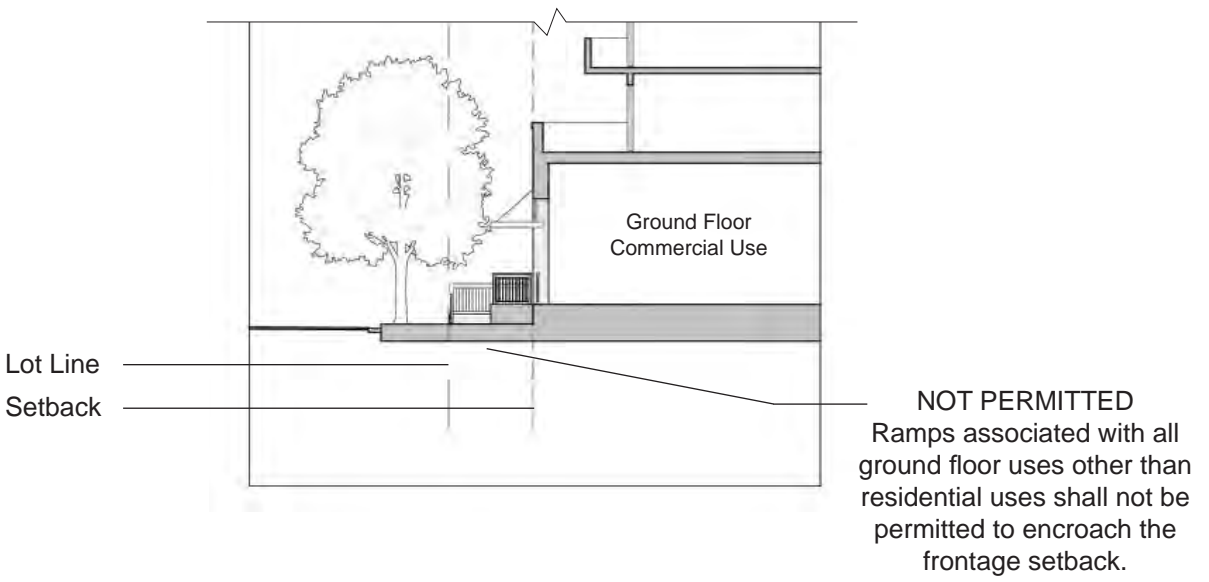 Ground Floor
Commercial Use
Lot Line
Setback
NOT PERMITTED
Ramps associated with all
ground floor uses other than
residential uses shall not be
permitted to encroach the
frontage setback.